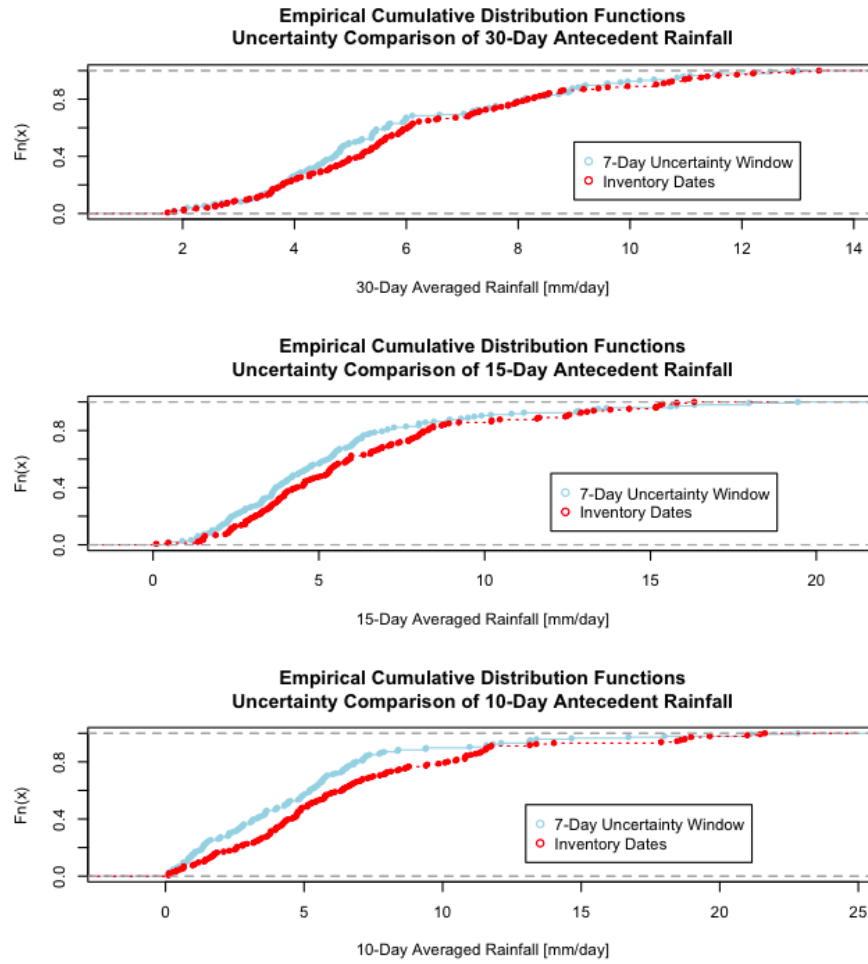 Empirical Cumulative Distribution Functions
Uncertainty Comparison of 30-Day Antecedent Rainfall
Fn(x)
0.8
0.4
0.0
7-Day Uncertainty Window
Inventory Dates
2 4 6 8 10 12 14
30-Day Averaged Rainfall [mm/day]
Empirical Cumulative Distribution Functions
Uncertainty Comparison of 15-Day Antecedent Rainfall
Fn(x)
0.8
0.4
0.0
7-Day Uncertainty Window
Inventory Dates
0 5 10 15 20
15-Day Averaged Rainfall [mm/day]
Empirical Cumulative Distribution Functions
Uncertainty Comparison of 10-Day Antecedent Rainfall
Fn(x)
0.8
0.4
0.0
7-Day Uncertainty Window
Inventory Dates
0 5 10 15 20 25
10-Day Averaged Rainfall [mm/day]